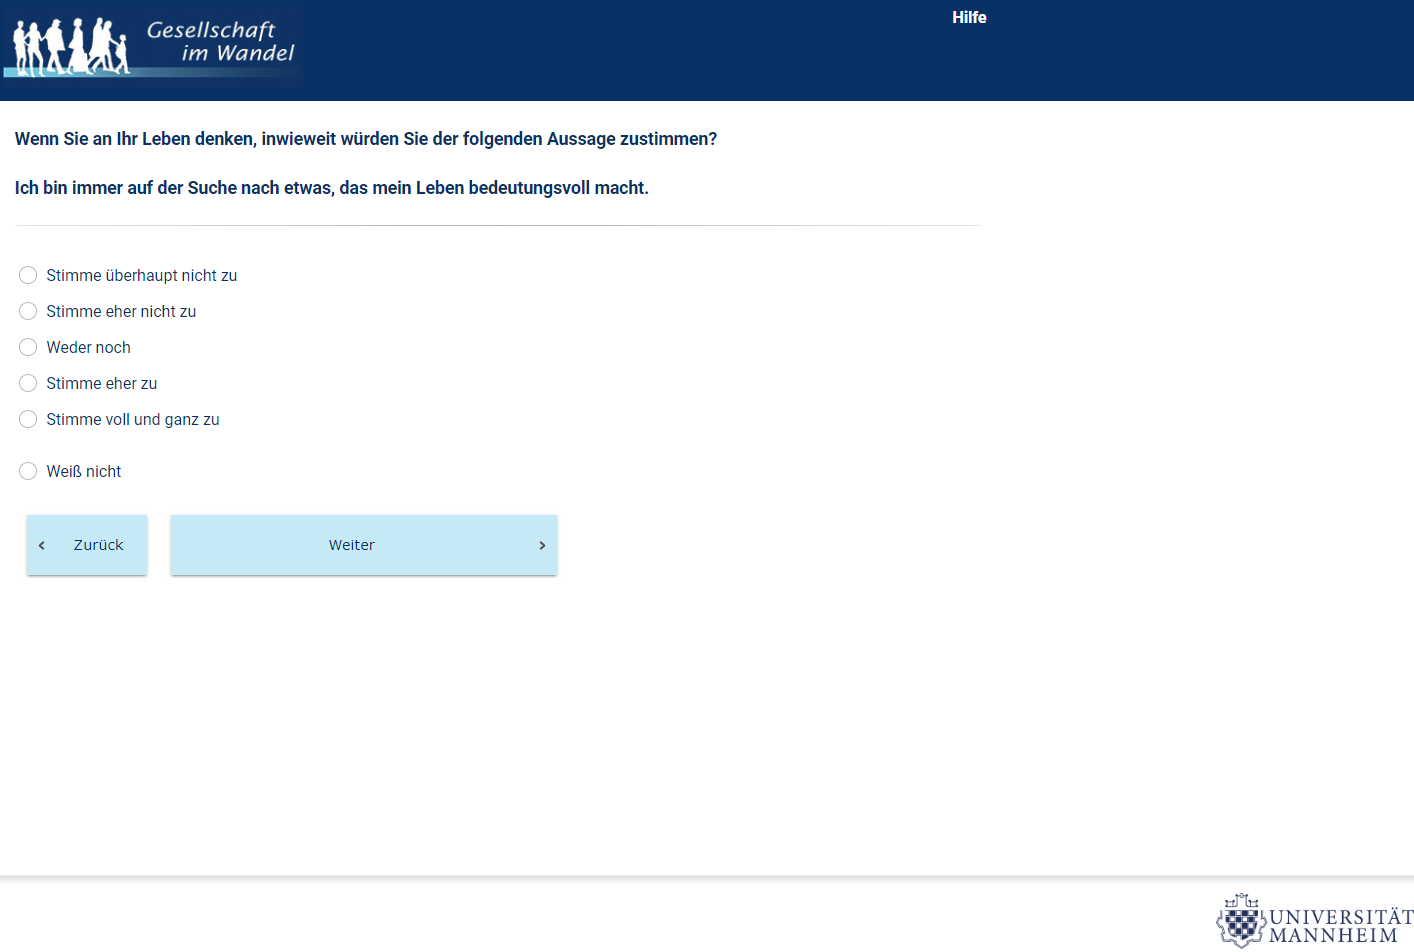 Gesellschaft
im Wandel
Hilfe
Wenn Sie an Ihr Leben denken, inwieweit würden Sie der folgenden Aussage zustimmen?
Ich bin immer auf der Suche nach etwas, das mein Leben bedeutungsvoll macht.
Stimme überhaupt nicht zu
Stimme eher nicht zu
Weder noch
Stimme eher zu
Stimme voll und ganz zu
Weiß nicht
Zurück
Weiter
UNIVERSITÄT
MANNHEIM